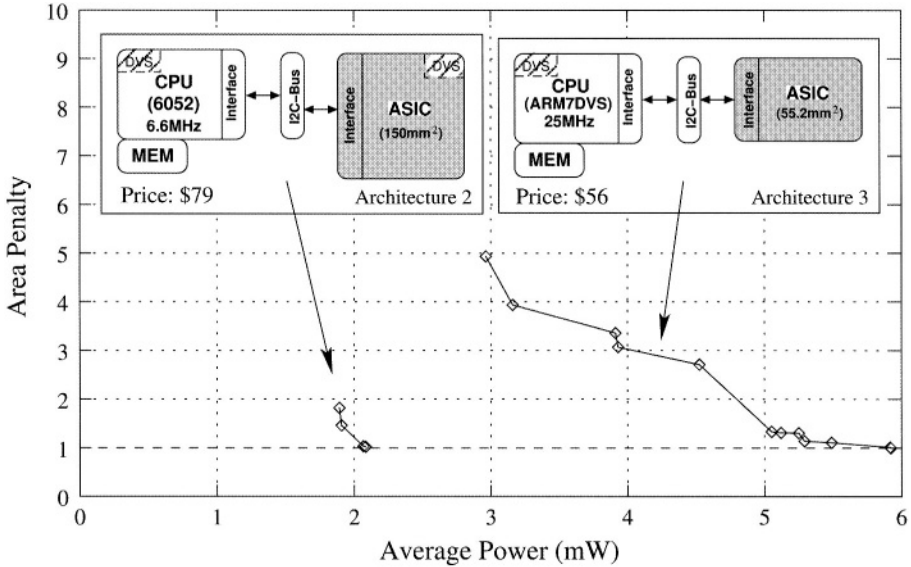 10
9
8
7
6
5
4
3
2
1
0
Area Penalty
DVS
CPU
(6052)
6.6MHz
Interface
MEM
I2C-Bus
Interface
DVS
ASIC
(150mm²)
Price: $79
Architecture 2
DVS
CPU
(ARM7DVS)
25MHz
Interface
MEM
I2C-Bus
Interface
ASIC
(55.2mm²)
Price: $56
Architecture 3
0 1 2 3 4 5 6
Average Power (mW)